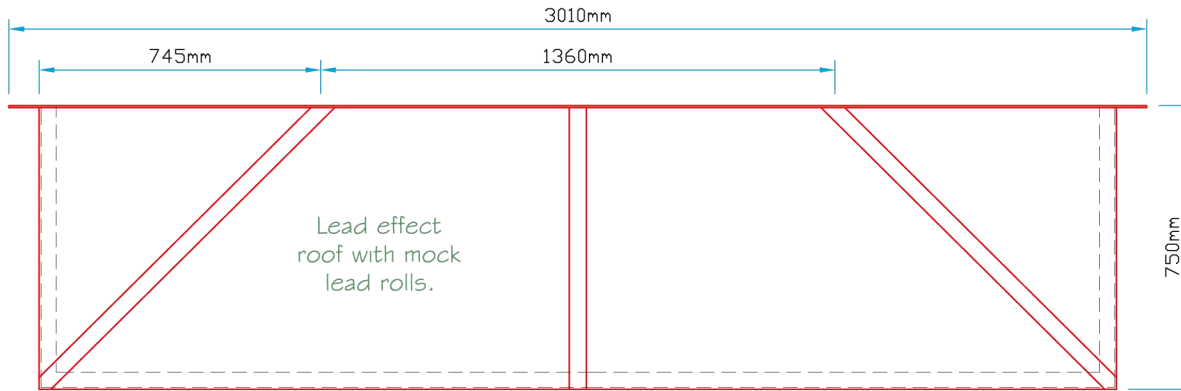 3010mm
745mm
1360mm
Lead effect
roof with mock
lead rolls.
750mm